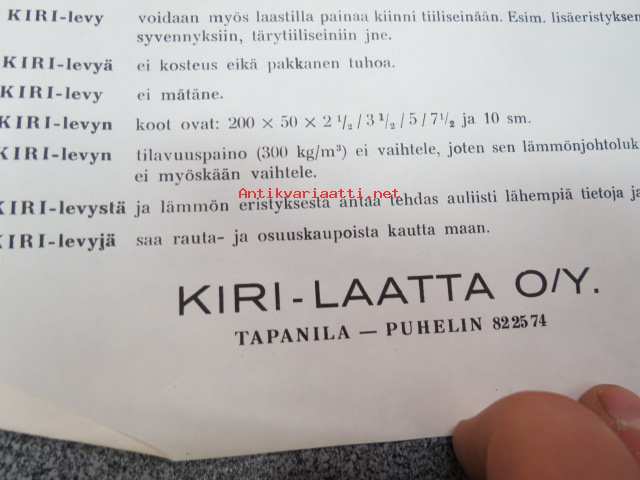 KIRI-levy voidaan myös laastilla painaa kiinni tiiliseinään. Esim. lisäeristyksen
syvennyksiin, tärytiiliseiniin jne.
KIRI-levyä ei kosteus eikä pakkanen tuhoa.
KIRI-levy ei mätäne.
KIRI-levyn koot ovat: 200 × 50 × 2 1/2 / 3 1/2 / 5 / 7 1/2 ja 10 sm.
KIRI-levyn tilavuuspaino (300 kg/m³) ei vaihtele, joten sen lämmönjohtoluk
ei myöskään vaihtele.
Antikvariaatti.net
KIRI-levystä ja lämmön eristyksestä antaa tehdas auliisti lähempiä tietoja ja
KIRI-levyjä saa rauta- ja osuuskaupoista kautta maan.
KIRI-LAATTA O/Y.
TAPANILA — PUHELIN 82 25 74